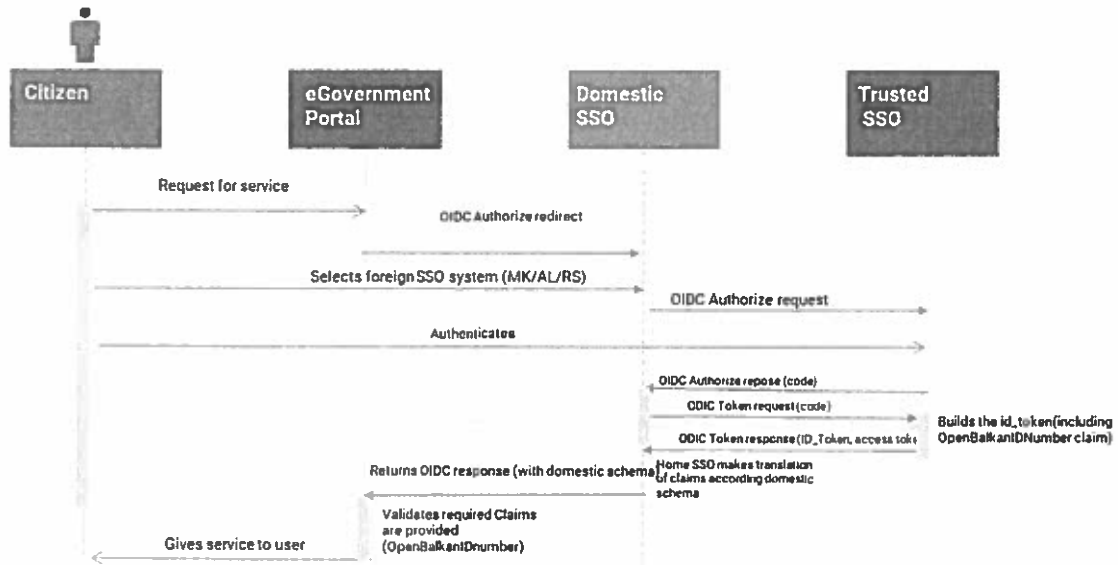 Citizen
eGovernment
Portal
Domestic
SSO
Trusted
SSO
Request for service
OIDC Authorize redirect
Selects foreign SSO system (MK/AL/RS)
OIDC Authorize request
Authenticates
OIDC Authorize repose (code)
ODIC Token request (code)
Builds the id_token(including
OpenBalkanIDNumber claim)
ODIC Token response (ID_Token, access toke
Returns OIDC response (with domestic schema)
Home SSO makes translation
of claims according domestic
schema
Validates required Claims
are provided
(OpenBalkanIDnumber)
Gives service to user